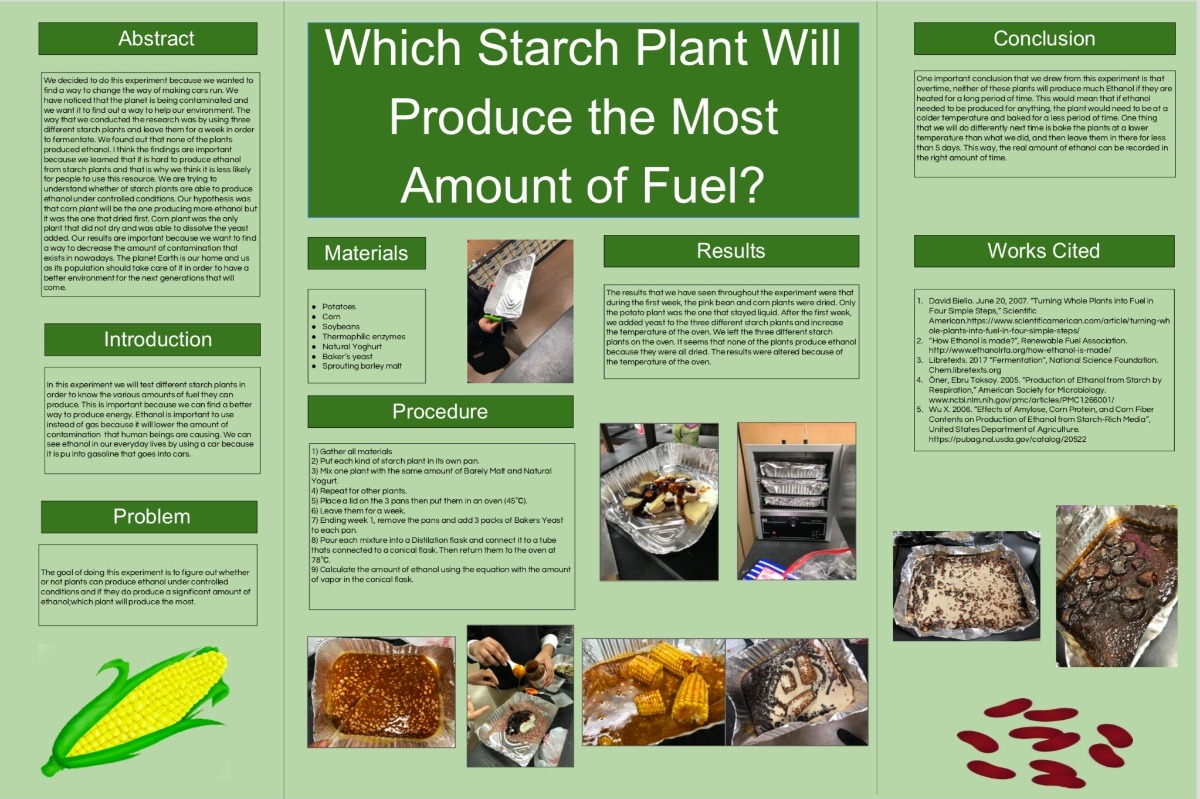 Abstract
We decided to do this experiment because we wanted to
find a way to change the way of making cars run. We
have noticed that the planet is being contaminated and
we want it to find out a way to help our environment. The
way that we conducted the research was by using three
different starch plants and leave them for a week in order
to fermentate. We found out that none of the plants
produced ethanol. I think the findings are important
because we learned that it is hard to produce ethanol
from starch plants and that is why we think it is less likely
for people to use this resource. We are trying to
understand whether of starch plants are able to produce
ethanol under controlled conditions. Our hypothesis was
that corn plant will be the one producing more ethanol but
it was the one that dried first. Corn plant was the only
plant that did not dry and was able to dissolve the yeast
added. Our results are important because we want to find
a way to decrease the amount of contamination that
exists in nowadays. The planet Earth is our home and us
as its population should take care of it in order to have a
better environment for the next generations that will
come.
Introduction
In this experiment we will test different starch plants in
order to know the various amounts of fuel they can
produce. This is important because we can find a better
way to produce energy. Ethanol is important to use
instead of gas because it will lower the amount of
contamination that human beings are causing. We can
see ethanol in our everyday lives by using a car because
it is pu into gasoline that goes into cars.
Problem
The goal of doing this experiment is to figure out whether
or not plants can produce ethanol under controlled
conditions and if they do produce a significant amount of
ethanol;which plant will produce the most.
Which Starch Plant Will
Produce the Most
Amount of Fuel?
Materials
● Potatoes
● Corn
● Soybeans
● Thermophilic enzymes
● Natural Yoghurt
● Baker's yeast
● Sprouting barley malt
Procedure
1) Gather all materials
2) Put each kind of starch plant in its own pan.
3) Mix one plant with the same amount of Barely Malt and Natural
Yogurt.
4) Repeat for other plants.
5) Place a lid on the 3 pans then put them in an oven (45°C).
6) Leave them for a week.
7) Ending week 1, remove the pans and add 3 packs of Bakers Yeast
to each pan.
8) Pour each mixture into a Distilation flask and connect it to a tube
thats connected to a conical flask. Then return them to the oven at
78°C.
9) Calculate the amount of ethanol using the equation with the amount
of vapor in the conical flask.
Results
The results that we have seen throughout the experiment were that
during the first week, the pink bean and corn plants were dried. Only
the potato plant was the one that stayed liquid. After the first week,
we added yeast to the three different starch plants and increase
the temperature of the oven. We left the three different starch
plants on the oven. It seems that none of the plants produce ethanol
because they were all dried. The results were altered because of
the temperature of the oven.
Conclusion
One important conclusion that we drew from this experiment is that
overtime, neither of these plants will produce much Ethanol if they are
heated for a long period of time. This would mean that if ethanol
needed to be produced for anything, the plant would need to be at a
colder temperature and baked for a less period of time. One thing
that we will do differently next time is bake the plants at a lower
temperature than what we did, and then leave them in there for less
than 5 days. This way, the real amount of ethanol can be recorded in
the right amount of time.
Works Cited
1. David Biello. June 20, 2007. "Turning Whole Plants into Fuel in
Four Simple Steps," Scientific
American.https://www.scientificamerican.com/article/turning-wh
ole-plants-into-fuel-in-four-simple-steps/
2. "How Ethanol is made?", Renewable Fuel Association.
http://www.ethanolrfa.org/how-ethanol-is-made/
3. Libretexts. 2017 "Fermentation", National Science Foundation.
Chem.libretexts.org
4. Öner, Ebru Toksoy. 2005. "Production of Ethanol from Starch by
Respiration," American Society for Microbiology.
www.ncbi.nlm.nih.gov/pmc/articles/PMC1266001/
5. Wu X. 2006. "Effects of Amylose, Corn Protein, and Corn Fiber
Contents on Production of Ethanol from Starch-Rich Media",
United States Department of Agriculture.
https://pubag.nal.usda.gov/catalog/20522